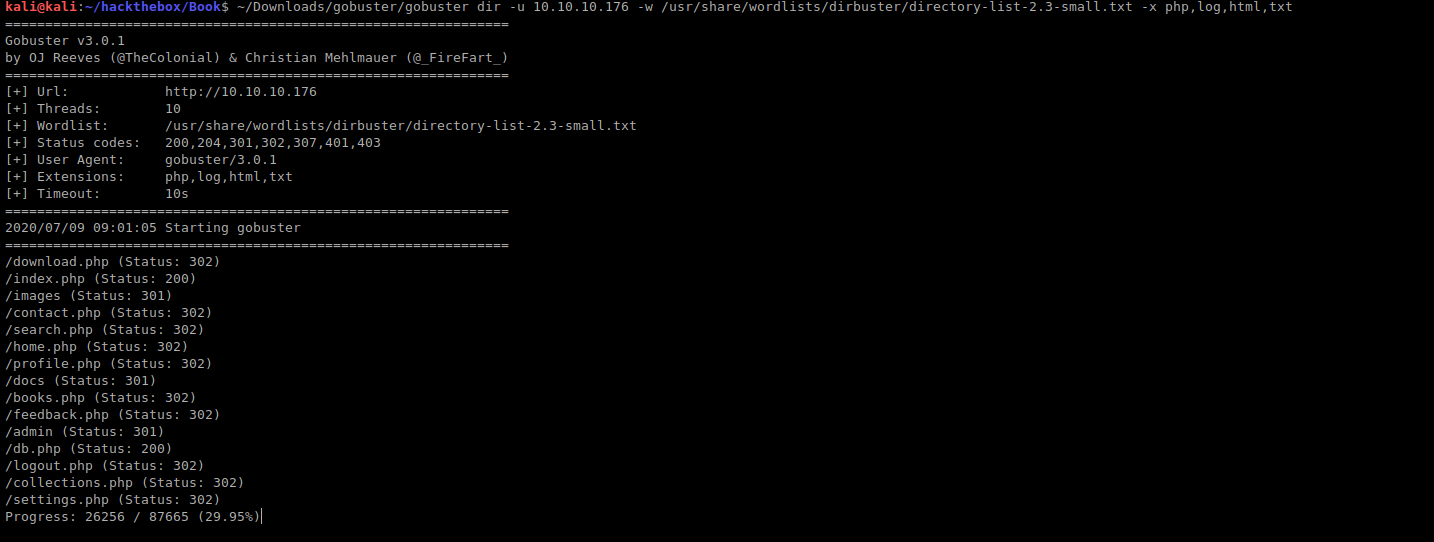 kali@kali:~/hackthebox/Book$ ~/Downloads/gobuster/gobuster dir -u 10.10.10.176 -w /usr/share/wordlists/dirbuster/directory-list-2.3-small.txt -x php,log,html,txt
===============================================================
Gobuster v3.0.1
by OJ Reeves (@TheColonial) & Christian Mehlmauer (@_FireFart_)
===============================================================
[+] Url:            http://10.10.10.176
[+] Threads:        10
[+] Wordlist:       /usr/share/wordlists/dirbuster/directory-list-2.3-small.txt
[+] Status codes:   200,204,301,302,307,401,403
[+] User Agent:     gobuster/3.0.1
[+] Extensions:     php,log,html,txt
[+] Timeout:        10s
===============================================================
2020/07/09 09:01:05 Starting gobuster
===============================================================
/download.php (Status: 302)
/index.php (Status: 200)
/images (Status: 301)
/contact.php (Status: 302)
/search.php (Status: 302)
/home.php (Status: 302)
/profile.php (Status: 302)
/docs (Status: 301)
/books.php (Status: 302)
/feedback.php (Status: 302)
/admin (Status: 301)
/db.php (Status: 200)
/logout.php (Status: 302)
/collections.php (Status: 302)
/settings.php (Status: 302)
Progress: 26256 / 87665 (29.95%)